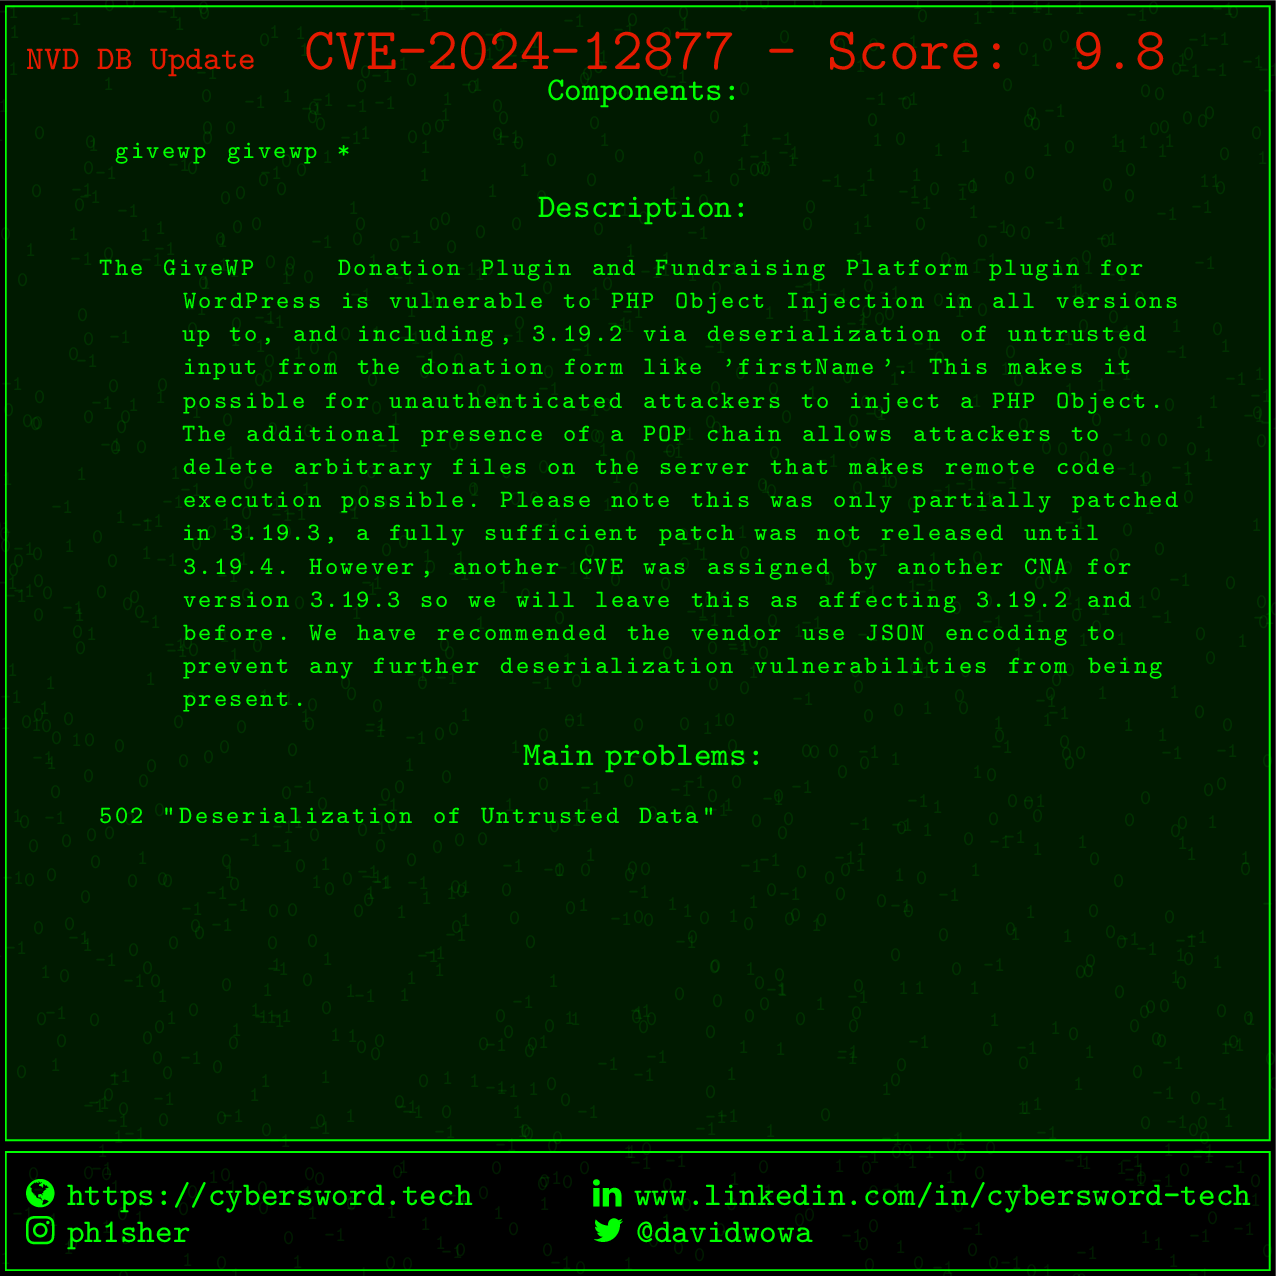 NVD DB Update CVE-2024-12877 - Score: 9.8
Components:
givewp givewp *
Description:
The GiveWP Donation Plugin and Fundraising Platform plugin for
WordPress is vulnerable to PHP Object Injection in all versions
up to, and including, 3.19.2 via deserialization of untrusted
input from the donation form like 'firstName'. This makes it
possible for unauthenticated attackers to inject a PHP Object.
The additional presence of a POP chain allows attackers to
delete arbitrary files on the server that makes remote code
execution possible. Please note this was only partially patched
in 3.19.3, a fully sufficient patch was not released until
3.19.4. However, another CVE was assigned by another CNA for
version 3.19.3 so we will leave this as affecting 3.19.2 and
before. We have recommended the vendor use JSON encoding to
prevent any further deserialization vulnerabilities from being
present.
Main problems:
502 "Deserialization of Untrusted Data"
https://cybersword.tech www.linkedin.com/in/cybersword-tech
ph1sher @davidwowa